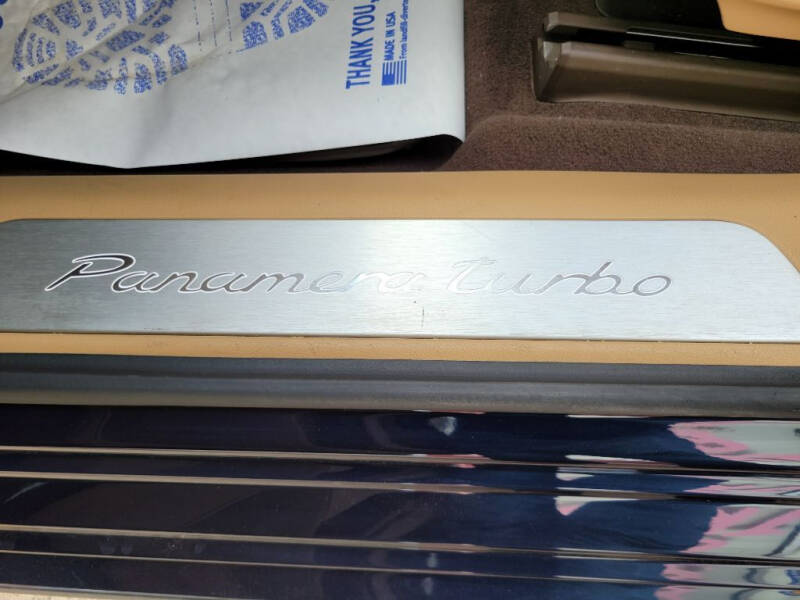 THANK YOU,
MADE IN USA
Panamera turbo